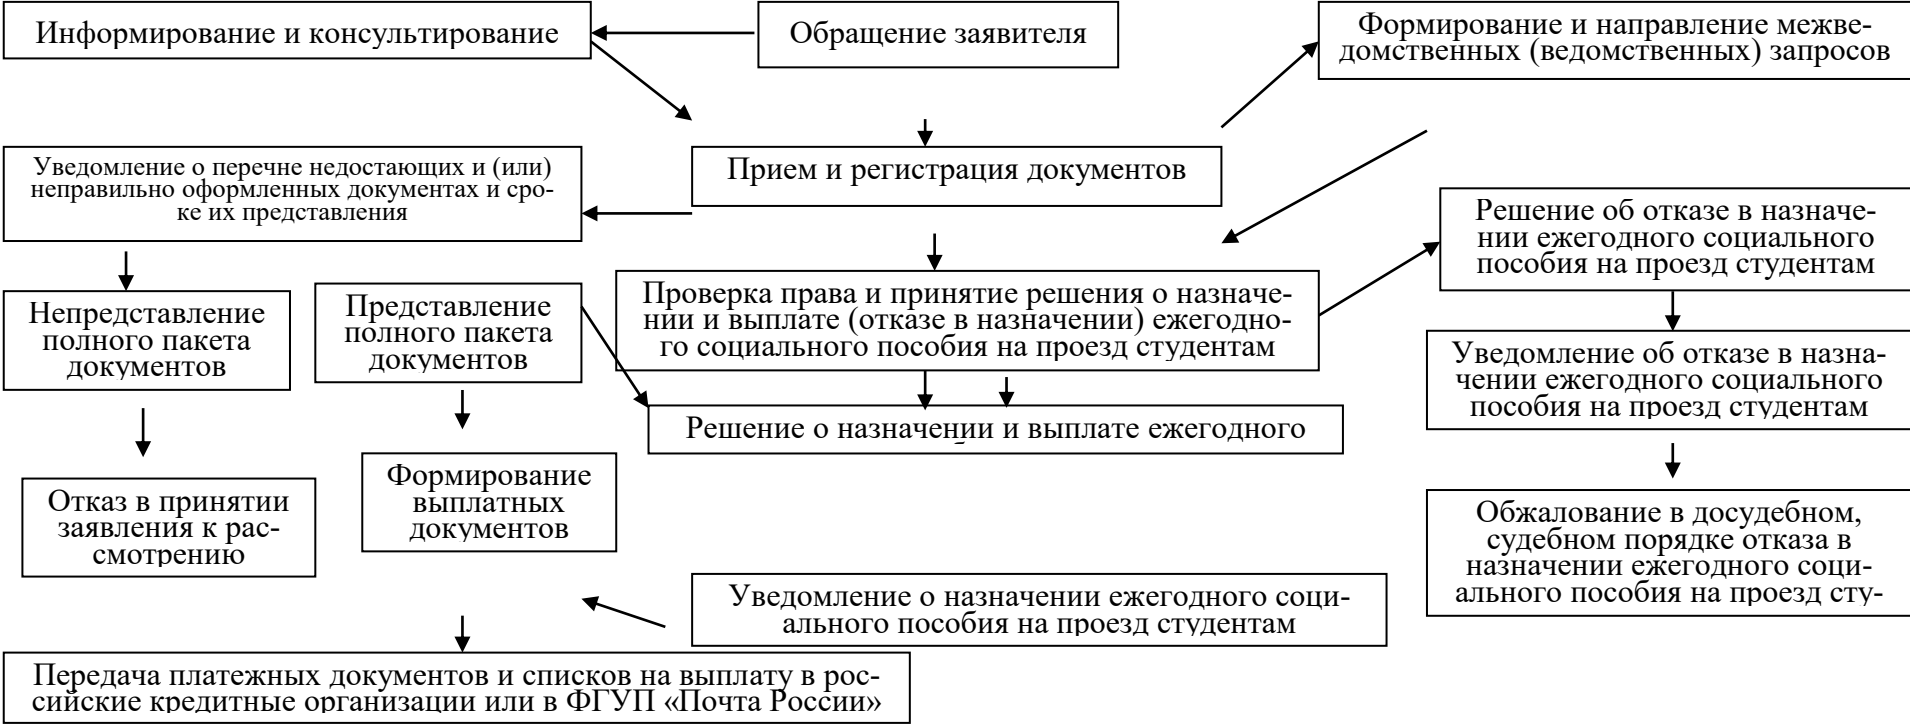 Информирование и консультирование
Обращение заявителя
Формирование и направление межве-
домственных (ведомственных) запросов
Уведомление о перечне недостающих и (или)
неправильно оформленных документах и сро-
ке их представления
Прием и регистрация документов
Решение об отказе в назначе-
нии ежегодного социального
пособия на проезд студентам
Непредставление
полного пакета
документов
Представление
полного пакета
документов
Проверка права и принятие решения о назначе-
нии и выплате (отказе в назначении) ежегодно-
го социального пособия на проезд студентам
Уведомление об отказе в назна-
чении ежегодного социального
пособия на проезд студентам
Решение о назначении и выплате ежегодного
Отказ в принятии
заявления к рас-
смотрению
Формирование
выплатных
документов
Обжалование в досудебном,
судебном порядке отказа в
назначении ежегодного соци-
ального пособия на проезд сту-
Уведомление о назначении ежегодного соци-
ального пособия на проезд студентам
Передача платежных документов и списков на выплату в рос-
сийские кредитные организации или в ФГУП «Почта России»